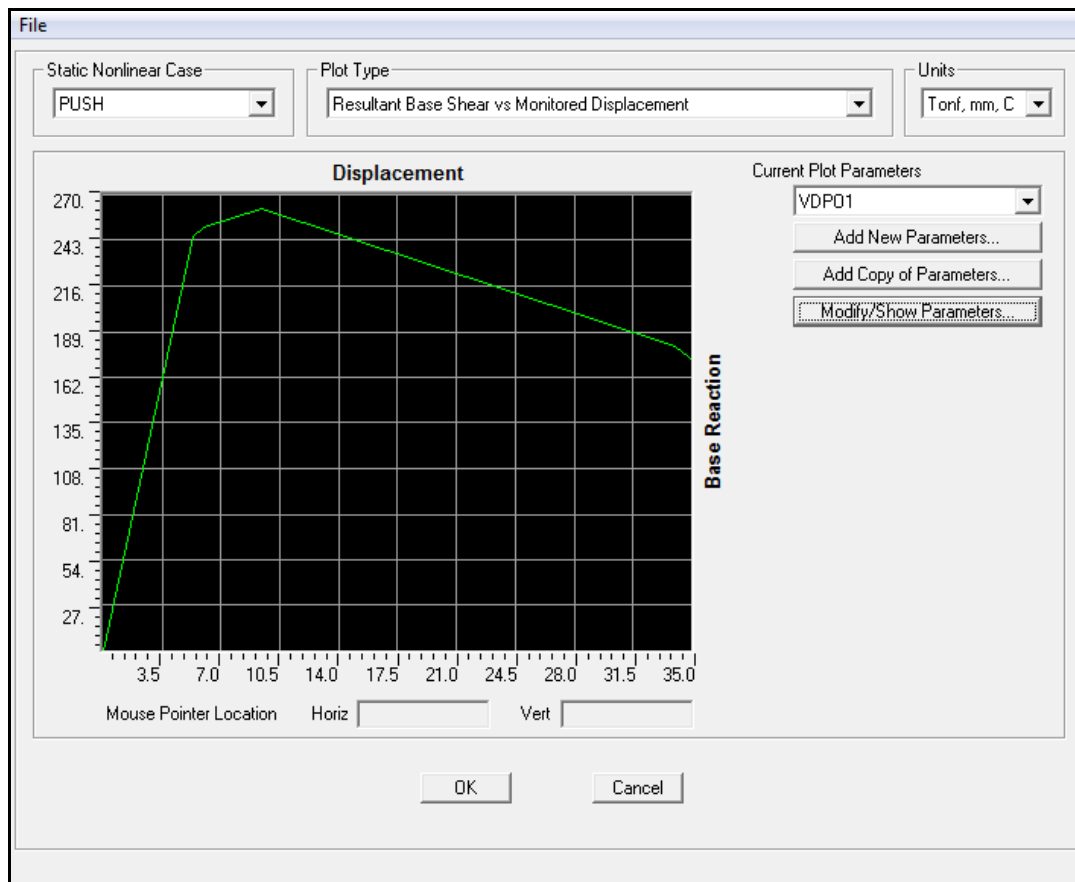 File
Static Nonlinear Case
Plot Type
Units
PUSH
Resultant Base Shear vs Monitored Displacement
Tonf, mm, C
Displacement
Current Plot Parameters
VDPO1
Add New Parameters...
Add Copy of Parameters...
Modify/Show Parameters...
270.
243.
216.
189.
162.
135.
108.
81.
54.
27.
Base Reaction
3.5 7.0 10.5 14.0 17.5 21.0 24.5 28.0 31.5 35.0
Mouse Pointer Location Horiz Vert
OK Cancel